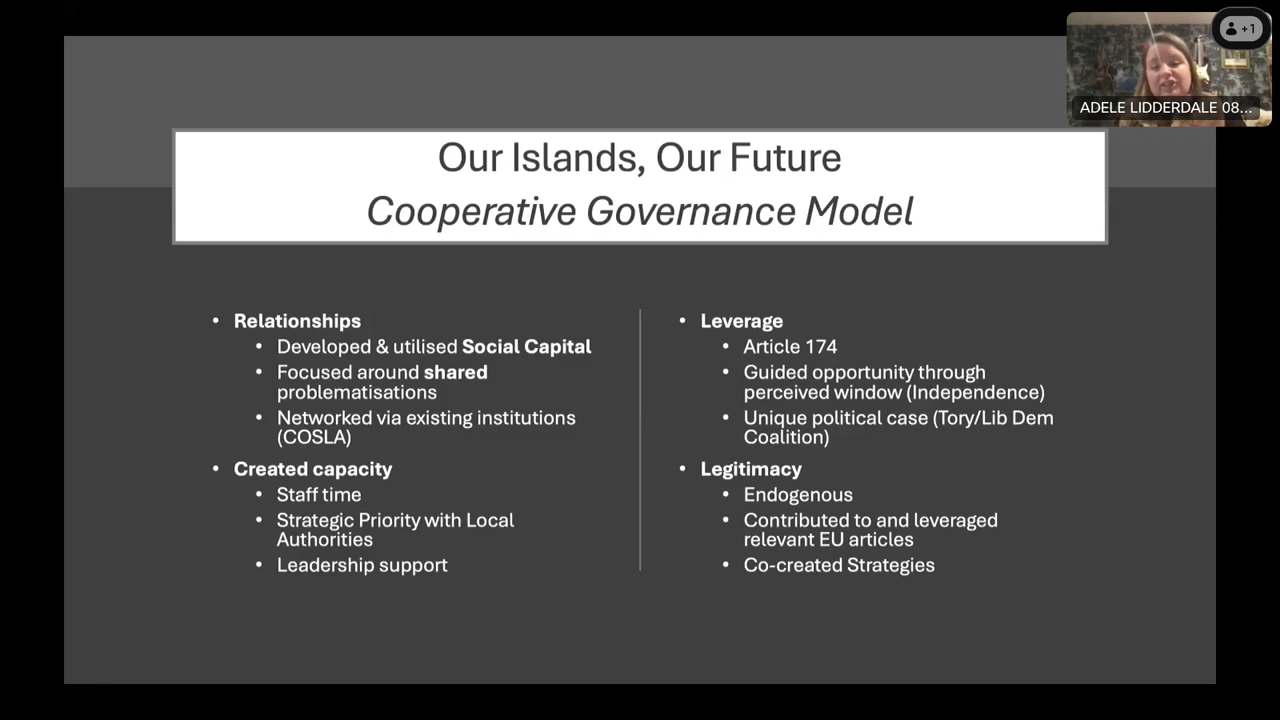 +1
ADELE LIDDERDALE 08...
Our Islands, Our Future
Cooperative Governance Model
• Relationships
• Developed & utilised Social Capital
• Focused around shared
problematisations
• Networked via existing institutions
(COSLA)
• Created capacity
• Staff time
• Strategic Priority with Local
Authorities
• Leadership support
• Leverage
• Article 174
• Guided opportunity through
perceived window (Independence)
• Unique political case (Tory/Lib Dem
Coalition)
• Legitimacy
• Endogenous
• Contributed to and leveraged
relevant EU articles
• Co-created Strategies